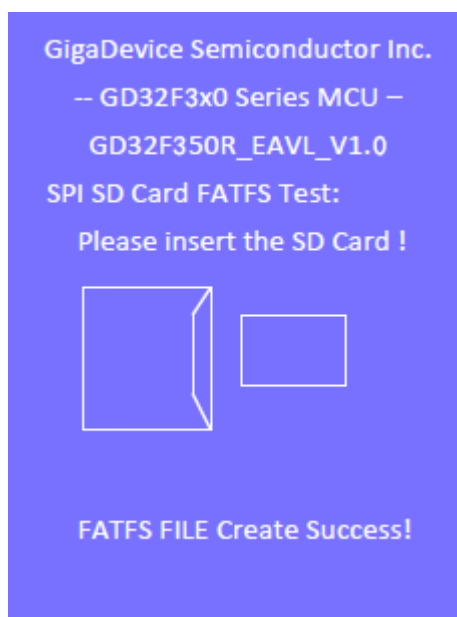 GigaDevice Semiconductor Inc.
-- GD32F3x0 Series MCU –
GD32F350R_EAVL_V1.0
SPI SD Card FATFS Test:
Please insert the SD Card !
FATFS FILE Create Success!